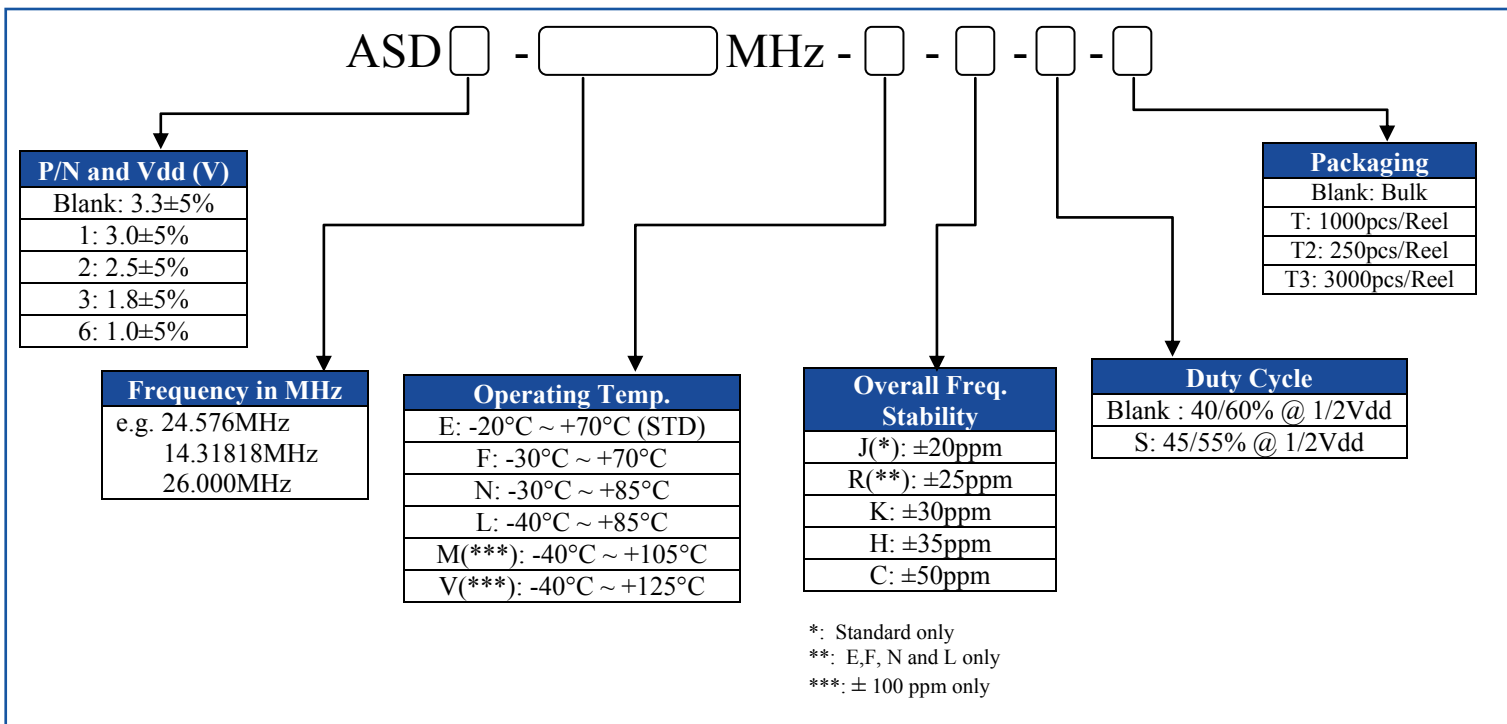 ASD - MHz - - - -
P/N and Vdd (V)
Blank: 3.3±5%
1: 3.0±5%
2: 2.5±5%
3: 1.8±5%
6: 1.0±5%
Frequency in MHz
e.g. 24.576MHz
14.31818MHz
26.000MHz
Operating Temp.
E: -20°C ~ +70°C (STD)
F: -30°C ~ +70°C
N: -30°C ~ +85°C
L: -40°C ~ +85°C
M(***): -40°C ~ +105°C
V(***): -40°C ~ +125°C
Overall Freq.
Stability
J(*): ±20ppm
R(**): ±25ppm
K: ±30ppm
H: ±35ppm
C: ±50ppm
*: Standard only
**: E,F, N and L only
***: ± 100 ppm only
Duty Cycle
Blank : 40/60% @ 1/2Vdd
S: 45/55% @ 1/2Vdd
Packaging
Blank: Bulk
T: 1000pcs/Reel
T2: 250pcs/Reel
T3: 3000pcs/Reel